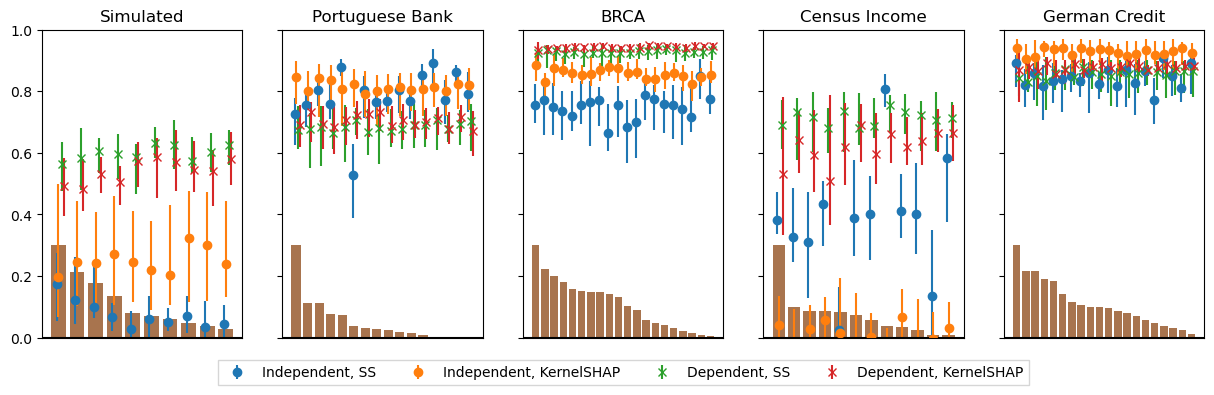 Simulated
Portuguese Bank
BRCA
Census Income
German Credit
1.0
0.8
0.6
0.4
0.2
0.0
Independent, SS
Independent, KernelSHAP
Dependent, SS
Dependent, KernelSHAP